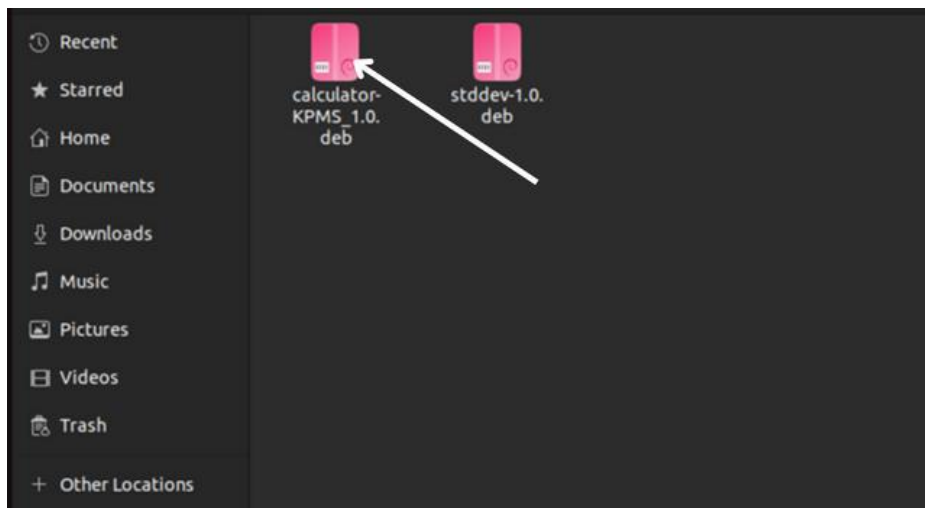 Recent
Starred
Home
Documents
Downloads
Music
Pictures
Videos
Trash
Other Locations
calculator-
KPMS_1.0.
deb
stddev-1.0.
deb